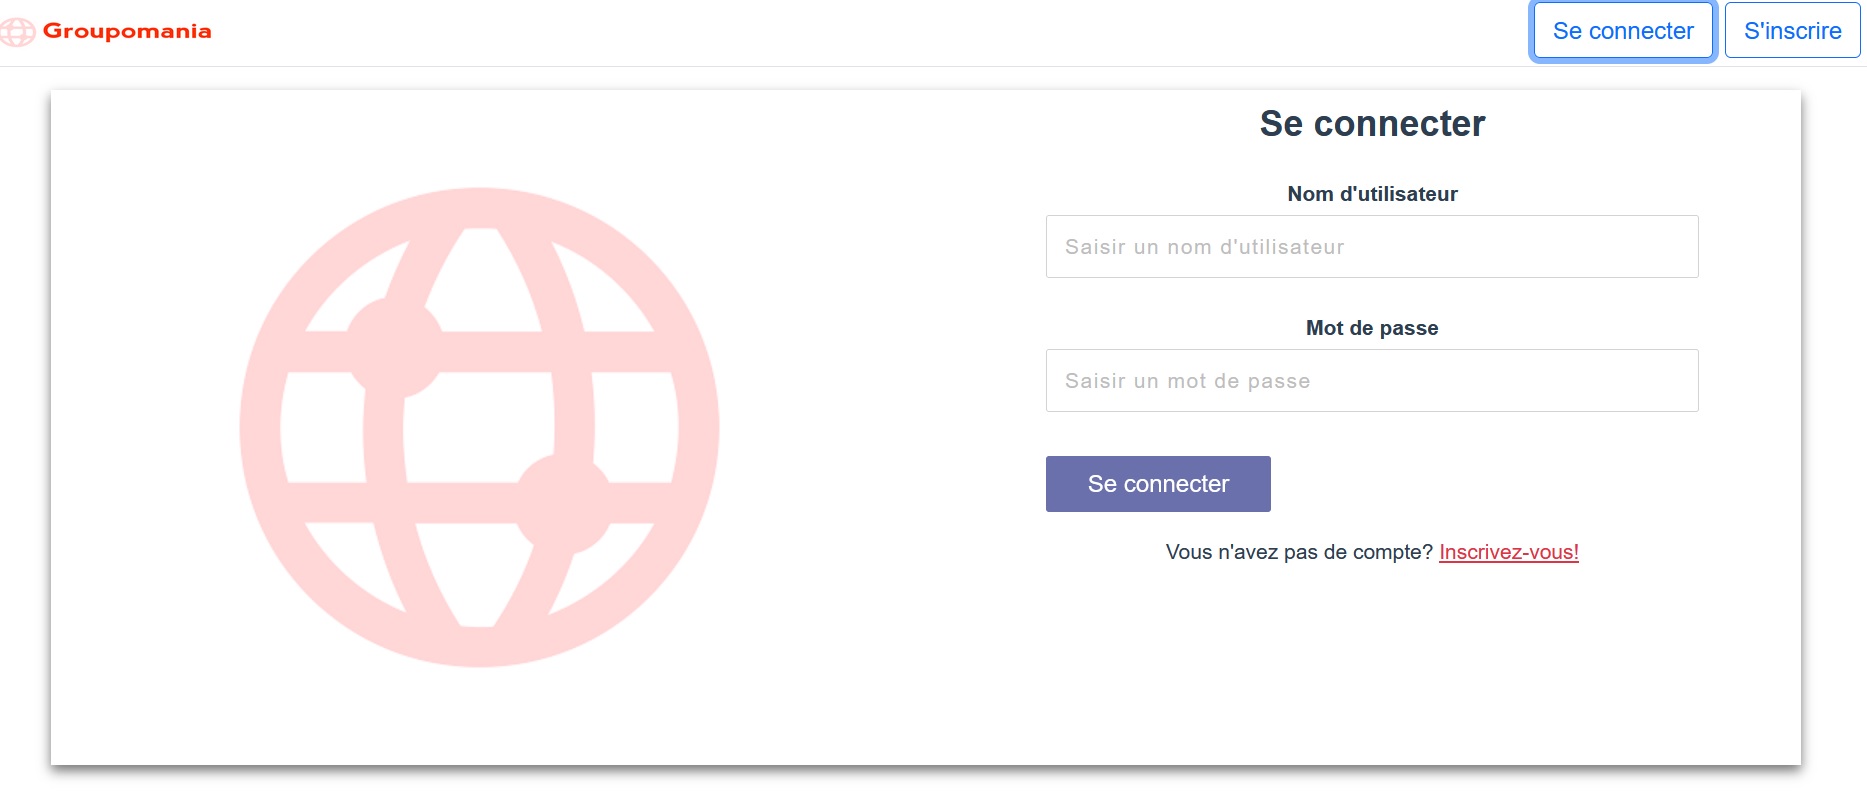 Groupomania
Se connecter
S'inscrire
Se connecter
Nom d'utilisateur
Saisir un nom d'utilisateur
Mot de passe
Saisir un mot de passe
Se connecter
Vous n'avez pas de compte? Inscrivez-vous!